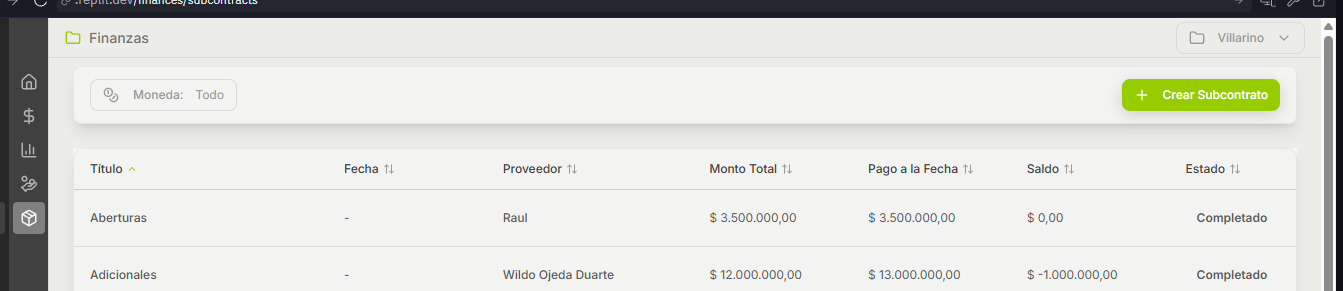 .replit.dev/finances/subcontracts
Finanzas
Villarino
Moneda: Todo
Crear Subcontrato
Título Fecha Proveedor Monto Total Pago a la Fecha Saldo Estado
Aberturas - Raul $ 3.500.000,00 $ 3.500.000,00 $ 0,00 Completado
Adicionales - Wildo Ojeda Duarte $ 12.000.000,00 $ 13.000.000,00 $ -1.000.000,00 Completado